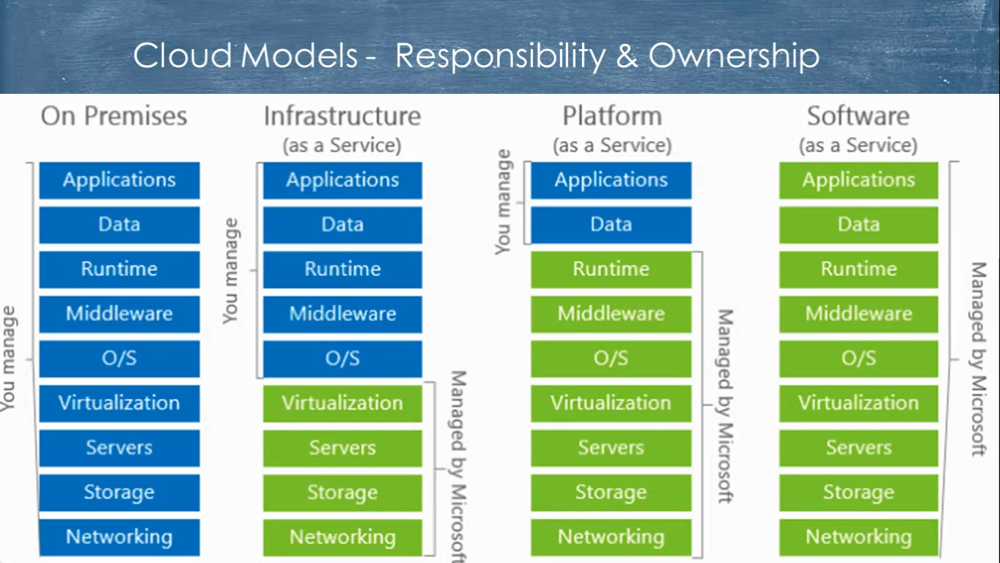 Cloud Models - Responsibility & Ownership
On Premises
You manage
Applications
Data
Runtime
Middleware
O/S
Virtualization
Servers
Storage
Networking
Infrastructure
(as a Service)
You manage
Applications
Data
Runtime
Middleware
O/S
Virtualization
Servers
Storage
Networking
Managed by Microsoft
Platform
(as a Service)
You manage
Applications
Data
Runtime
Middleware
O/S
Virtualization
Servers
Storage
Networking
Managed by Microsoft
Software
(as a Service)
Applications
Data
Runtime
Middleware
O/S
Virtualization
Servers
Storage
Networking
Managed by Microsoft